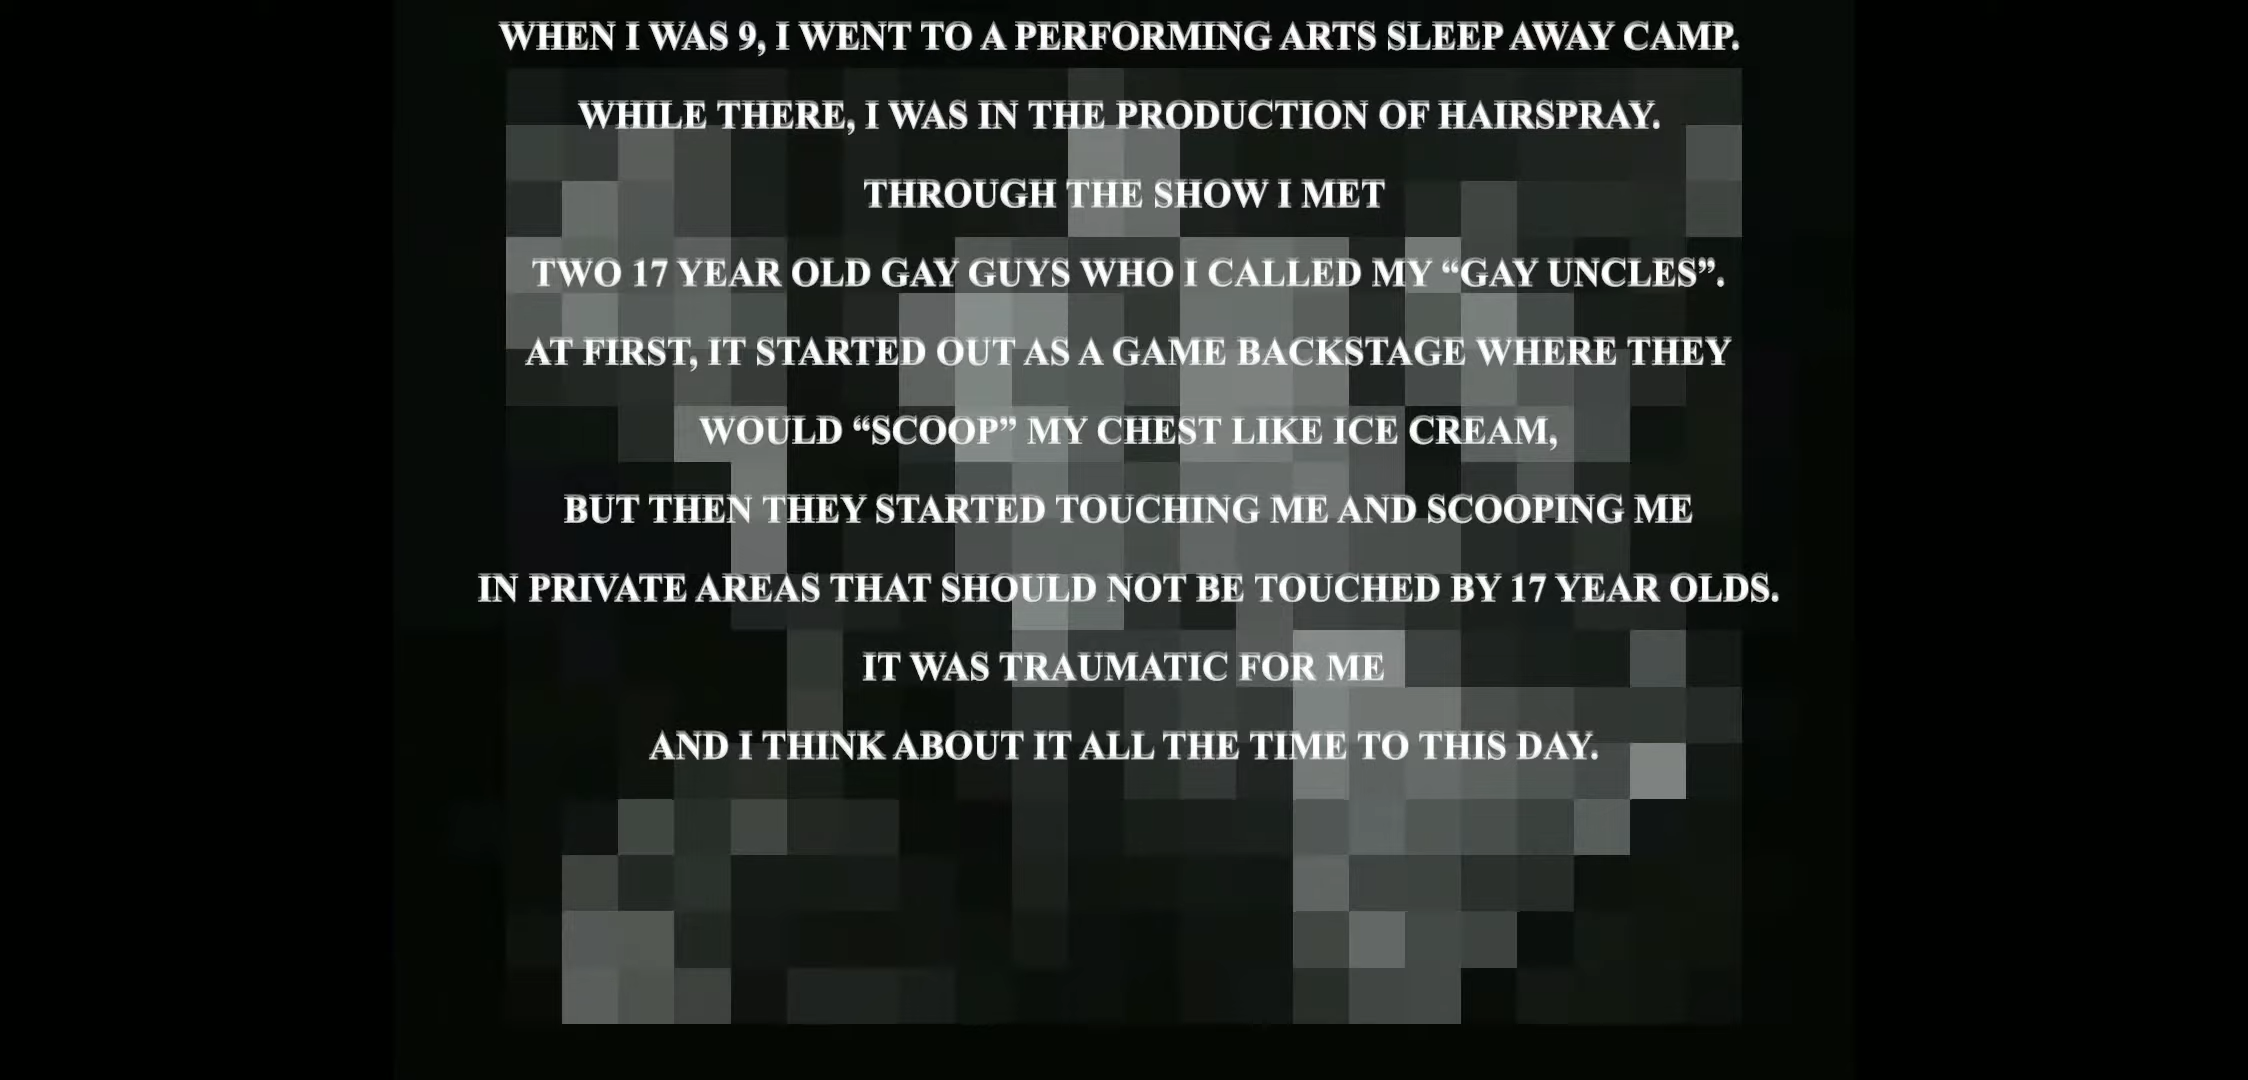 WHEN I WAS 9, I WENT TO A PERFORMING ARTS SLEEP AWAY CAMP.
WHILE THERE, I WAS IN THE PRODUCTION OF HAIRSPRAY.
THROUGH THE SHOW I MET
TWO 17 YEAR OLD GAY GUYS WHO I CALLED MY “GAY UNCLES”.
AT FIRST, IT STARTED OUT AS A GAME BACKSTAGE WHERE THEY
WOULD “SCOOP” MY CHEST LIKE ICE CREAM,
BUT THEN THEY STARTED TOUCHING ME AND SCOOPING ME
IN PRIVATE AREAS THAT SHOULD NOT BE TOUCHED BY 17 YEAR OLDS.
IT WAS TRAUMATIC FOR ME
AND I THINK ABOUT IT ALL THE TIME TO THIS DAY.